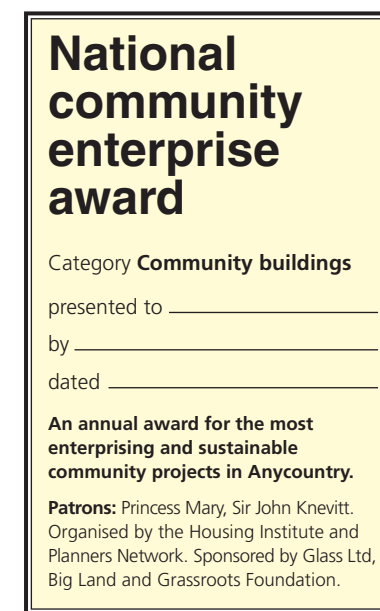 National
community
enterprise
award
Category Community buildings
presented to
by
dated
An annual award for the most
enterprising and sustainable
community projects in Anycountry.
Patrons: Princess Mary, Sir John Knevitt.
Organised by the Housing Institute and
Planners Network. Sponsored by Glass Ltd,
Big Land and Grassroots Foundation.